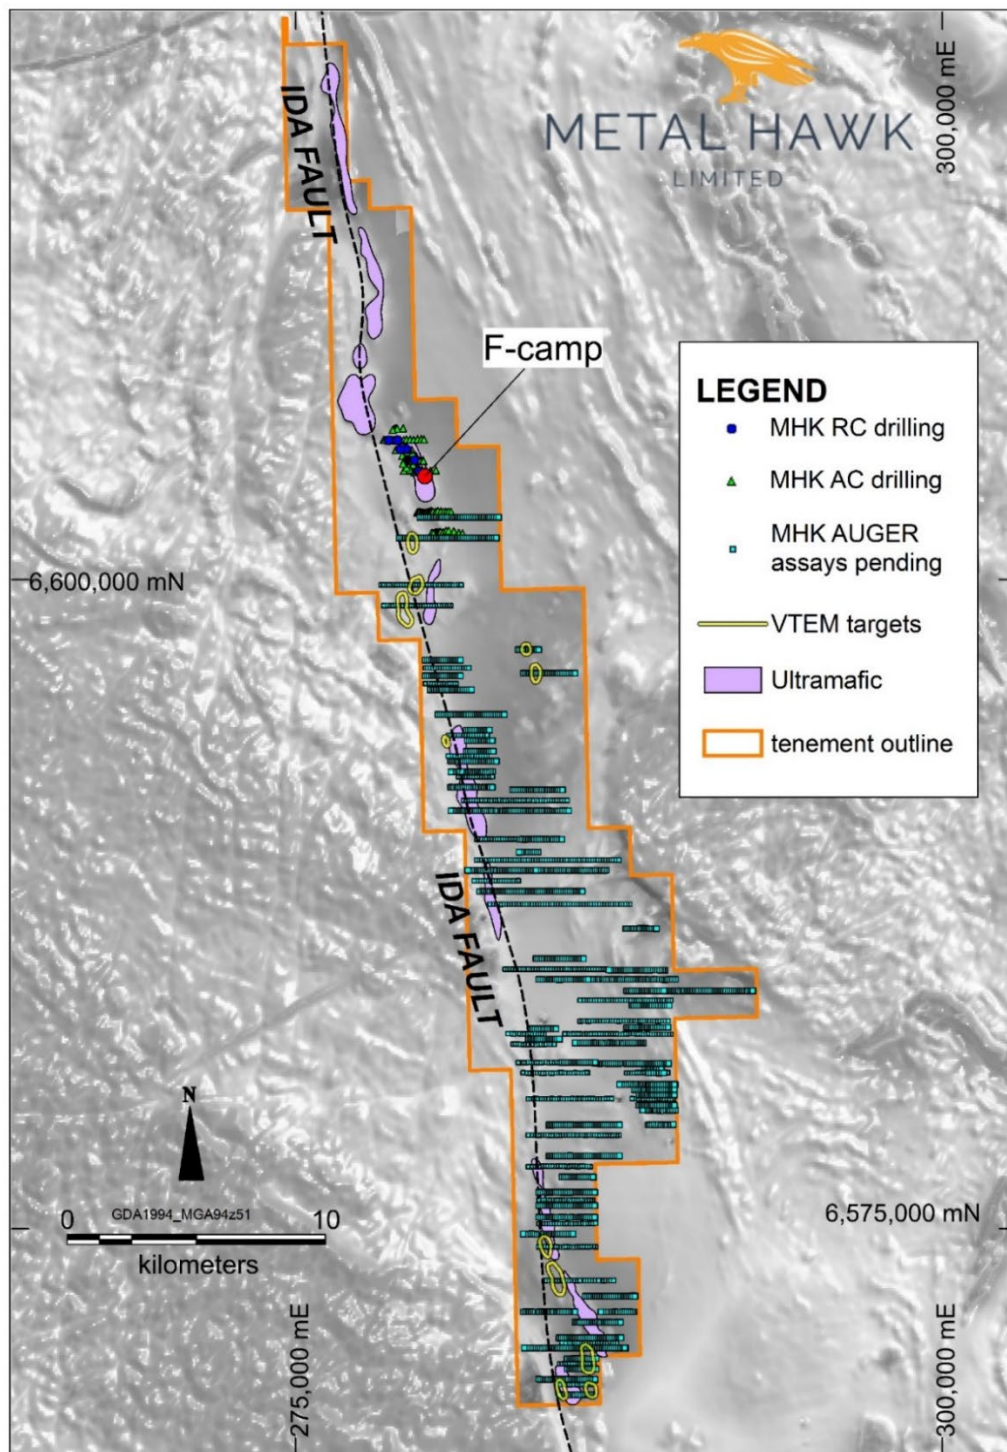 300,000 mE
METAL HAWK
LIMITED
IDA FAULT
F-camp
LEGEND
MHK RC drilling
MHK AC drilling
MHK AUGER
assays pending
VTEM targets
Ultramafic
tenement outline
6,600,000 mN
IDA FAULT
N
GDA1994_MGA94z51
0 10
kilometers
6,575,000 mN
275,000 mE
300,000 mE